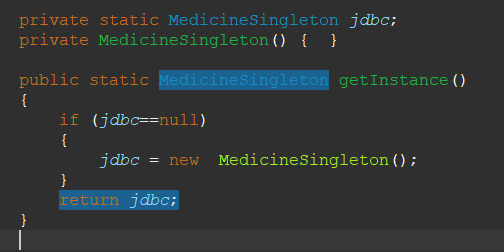 private static MedicineSingleton jdbc;
private MedicineSingleton() {  }
public static MedicineSingleton getInstance()
{
if (jdbc==null)
{
jdbc = new  MedicineSingleton();
}
return jdbc;
}